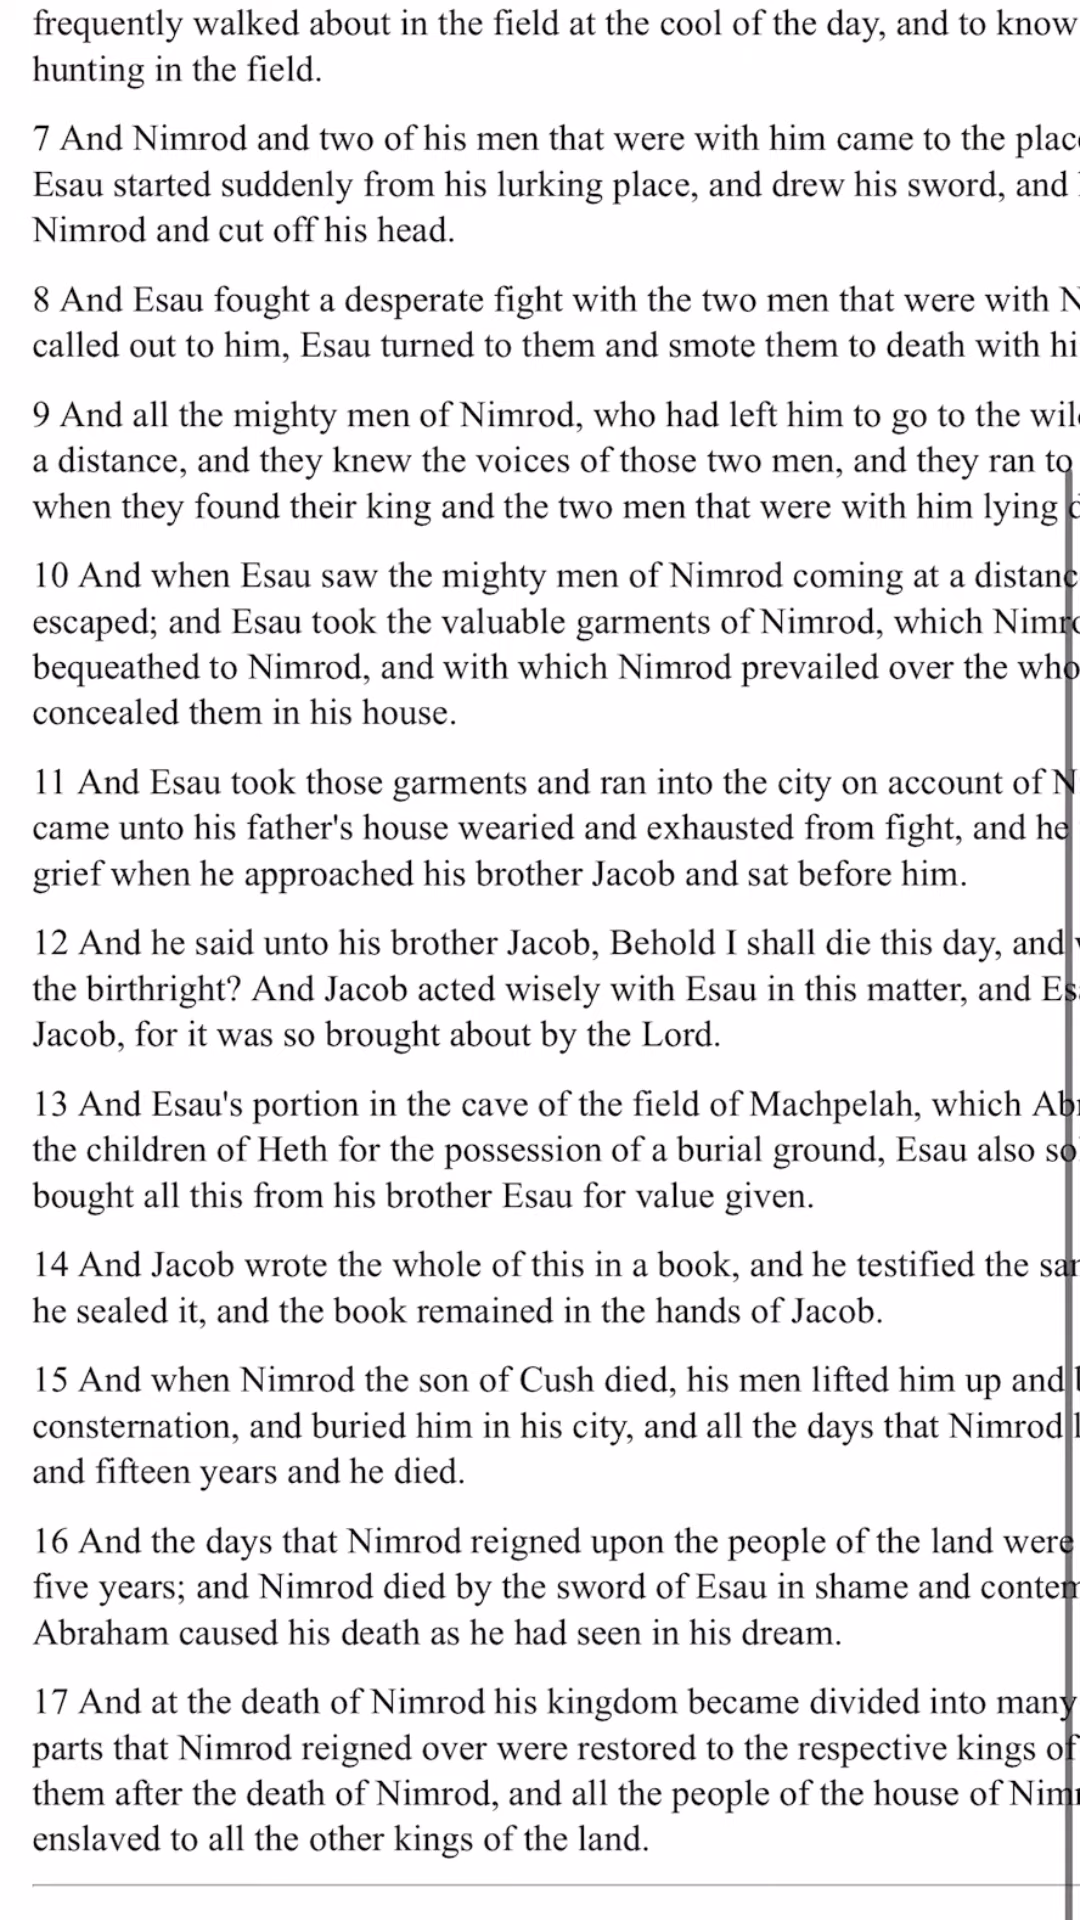 frequently walked about in the field at the cool of the day, and to know
hunting in the field.
7 And Nimrod and two of his men that were with him came to the
Esau started suddenly from his lurking place, and drew his sword, and
Nimrod and cut off his head.
8 And Esau fought a desperate fight with the two men that were with
called out to him, Esau turned to them and smote them to death with
9 And all the mighty men of Nimrod, who had left him to go to the
a distance, and they knew the voices of those two men, and they ran to
when they found their king and the two men that were with him lying
10 And when Esau saw the mighty men of Nimrod coming at a
escaped; and Esau took the valuable garments of Nimrod, which
bequeathed to Nimrod, and with which Nimrod prevailed over the
concealed them in his house.
11 And Esau took those garments and ran into the city on account of
came unto his father's house wearied and exhausted from fight, and he
grief when he approached his brother Jacob and sat before him.
12 And he said unto his brother Jacob, Behold I shall die this day, and
the birthright? And Jacob acted wisely with Esau in this matter, and
Jacob, for it was so brought about by the Lord.
13 And Esau's portion in the cave of the field of Machpelah, which
the children of Heth for the possession of a burial ground, Esau also
bought all this from his brother Esau for value given.
14 And Jacob wrote the whole of this in a book, and he testified the
he sealed it, and the book remained in the hands of Jacob.
15 And when Nimrod the son of Cush died, his men lifted him up and
consternation, and buried him in his city, and all the days that Nimrod
and fifteen years and he died.
16 And the days that Nimrod reigned upon the people of the land were
five years; and Nimrod died by the sword of Esau in shame and
Abraham caused his death as he had seen in his dream.
17 And at the death of Nimrod his kingdom became divided into many
parts that Nimrod reigned over were restored to the respective kings of
them after the death of Nimrod, and all the people of the house of
enslaved to all the other kings of the land.